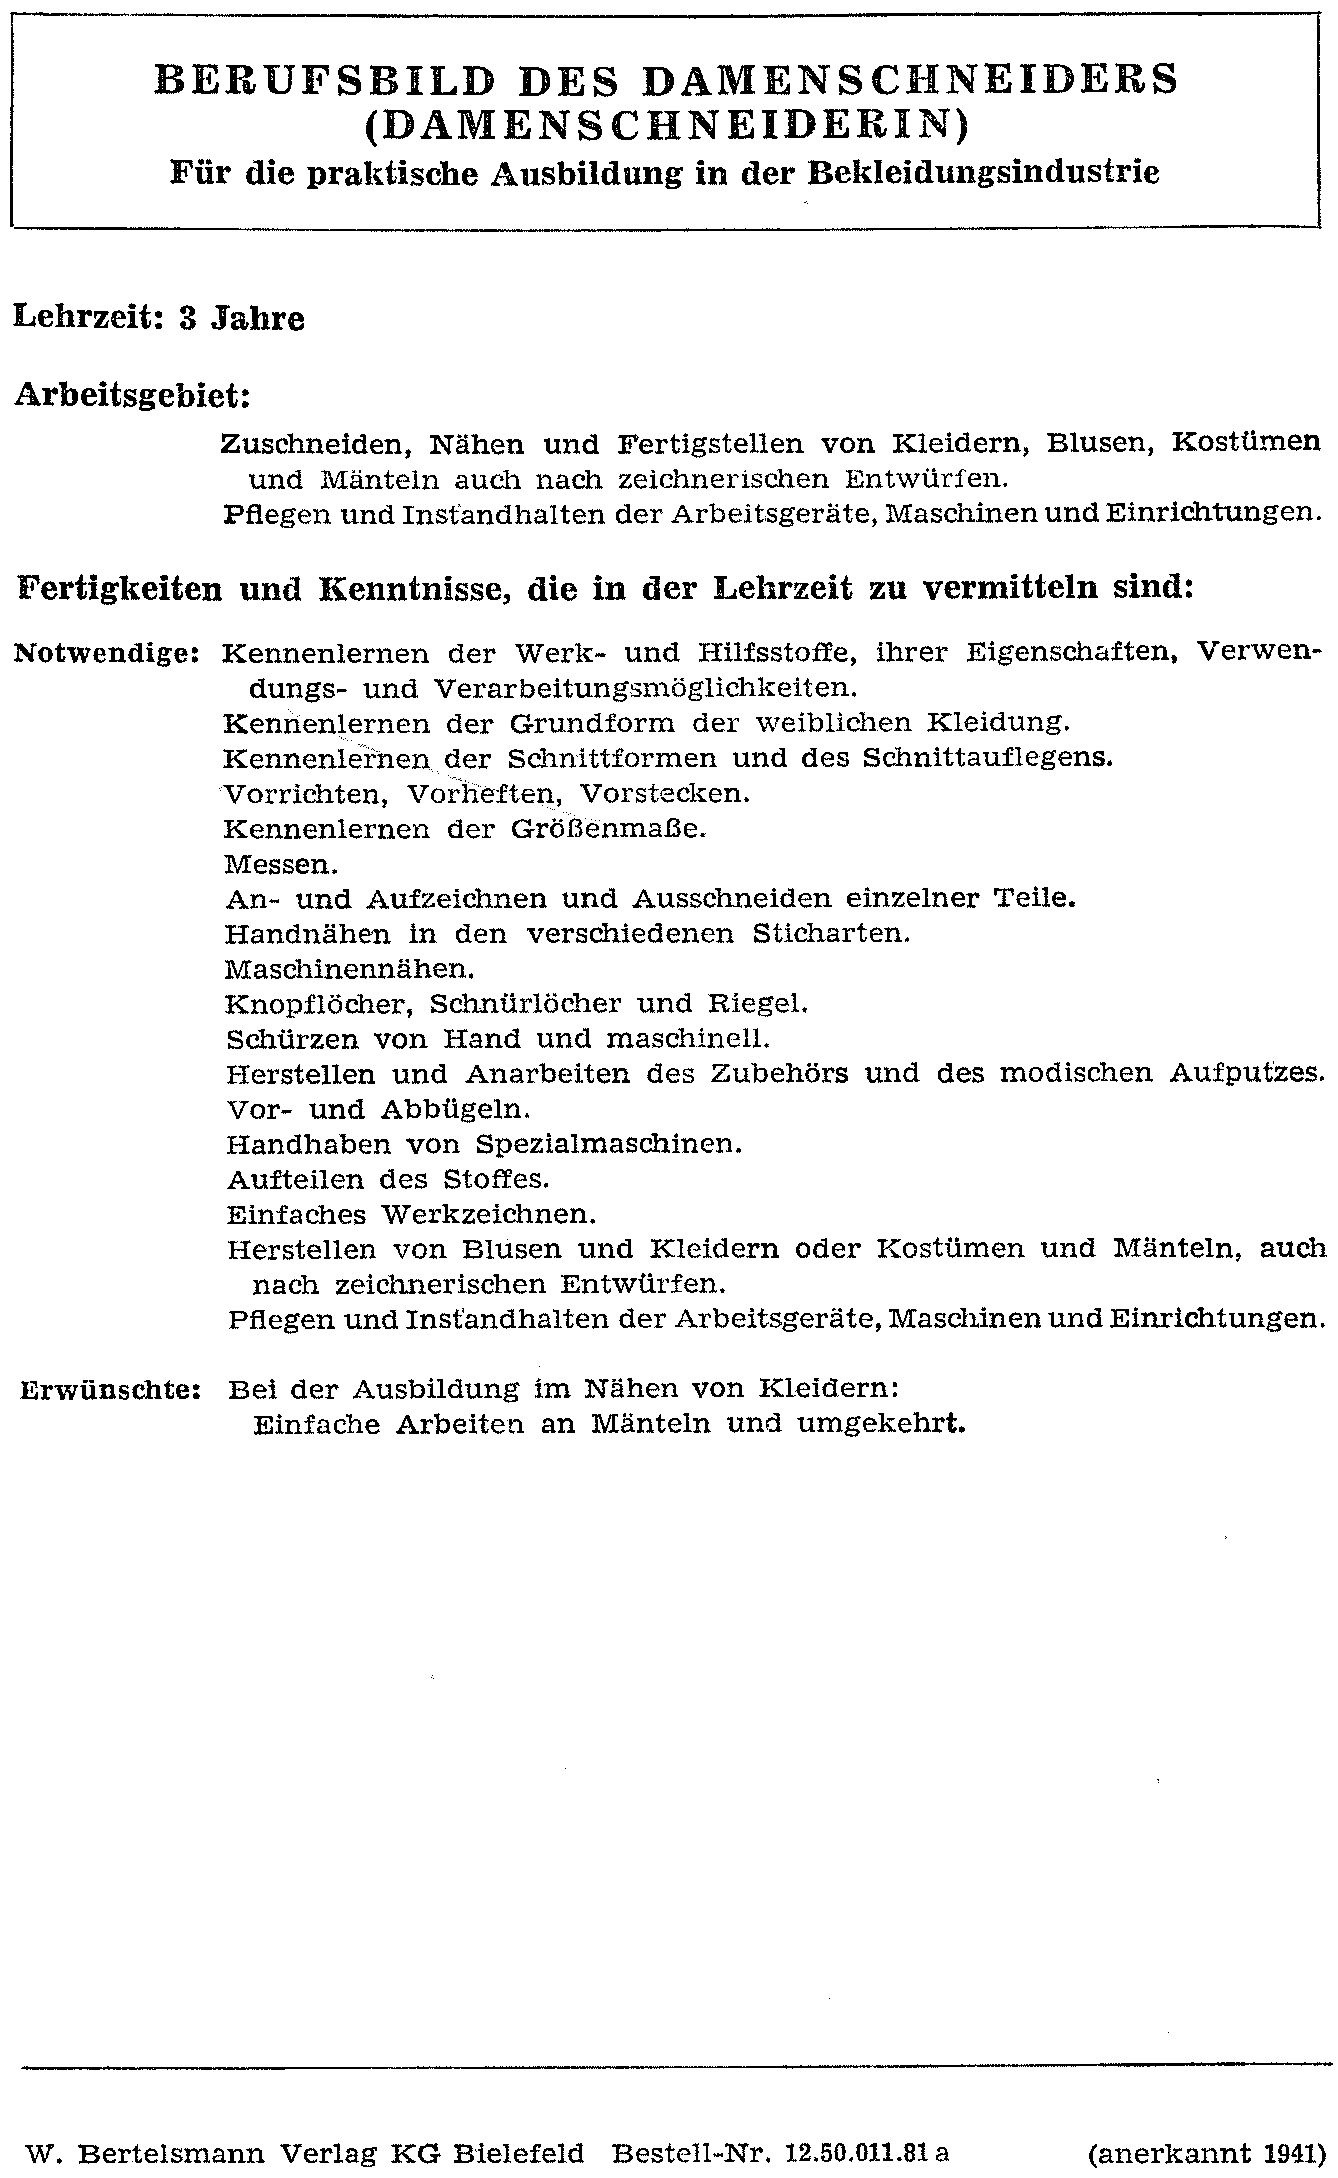 BERUFSBILD DES DAMENSCHNEIDERS
(DAMENSCHNEIDERIN)
Für die praktische Ausbildung in der Bekleidungsindustrie
Lehrzeit: 3 Jahre
Arbeitsgebiet:
Zuschneiden, Nähen und Fertigstellen von Kleidern, Blusen, Kostümen
und Mänteln auch nach zeichnerischen Entwürfen.
Pflegen und Instandhalten der Arbeitsgeräte, Maschinen und Einrichtungen.
Fertigkeiten und Kenntnisse, die in der Lehrzeit zu vermitteln sind:
Notwendige: Kennenlernen der Werk- und Hilfsstoffe, ihrer Eigenschaften, Verwen-
dungs- und Verarbeitungsmöglichkeiten.
Kennenlernen der Grundform der weiblichen Kleidung.
Kennenlernen der Schnittformen und des Schnittauflegens.
Vorrichten, Vorheften, Vorstecken.
Kennenlernen der Größenmaße.
Messen.
An- und Aufzeichnen und Ausschneiden einzelner Teile.
Handnähen in den verschiedenen Sticharten.
Maschinennähen.
Knopflöcher, Schnürlöcher und Riegel.
Schürzen von Hand und maschinell.
Herstellen und Anarbeiten des Zubehörs und des modischen Aufputzes.
Vor- und Abbügeln.
Handhaben von Spezialmaschinen.
Aufteilen des Stoffes.
Einfaches Werkzeichnen.
Herstellen von Blusen und Kleidern oder Kostümen und Mänteln, auch
nach zeichnerischen Entwürfen.
Pflegen und Instandhalten der Arbeitsgeräte, Maschinen und Einrichtungen.
Erwünschte: Bei der Ausbildung im Nähen von Kleidern:
Einfache Arbeiten an Mänteln und umgekehrt.
W. Bertelsmann Verlag KG Bielefeld Bestell-Nr. 12.50.011.81 a (anerkannt 1941)